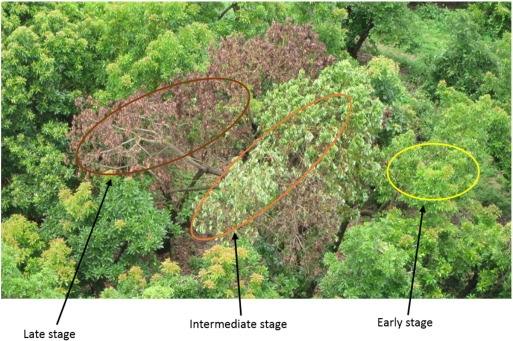 Late stage
Intermediate stage
Early stage